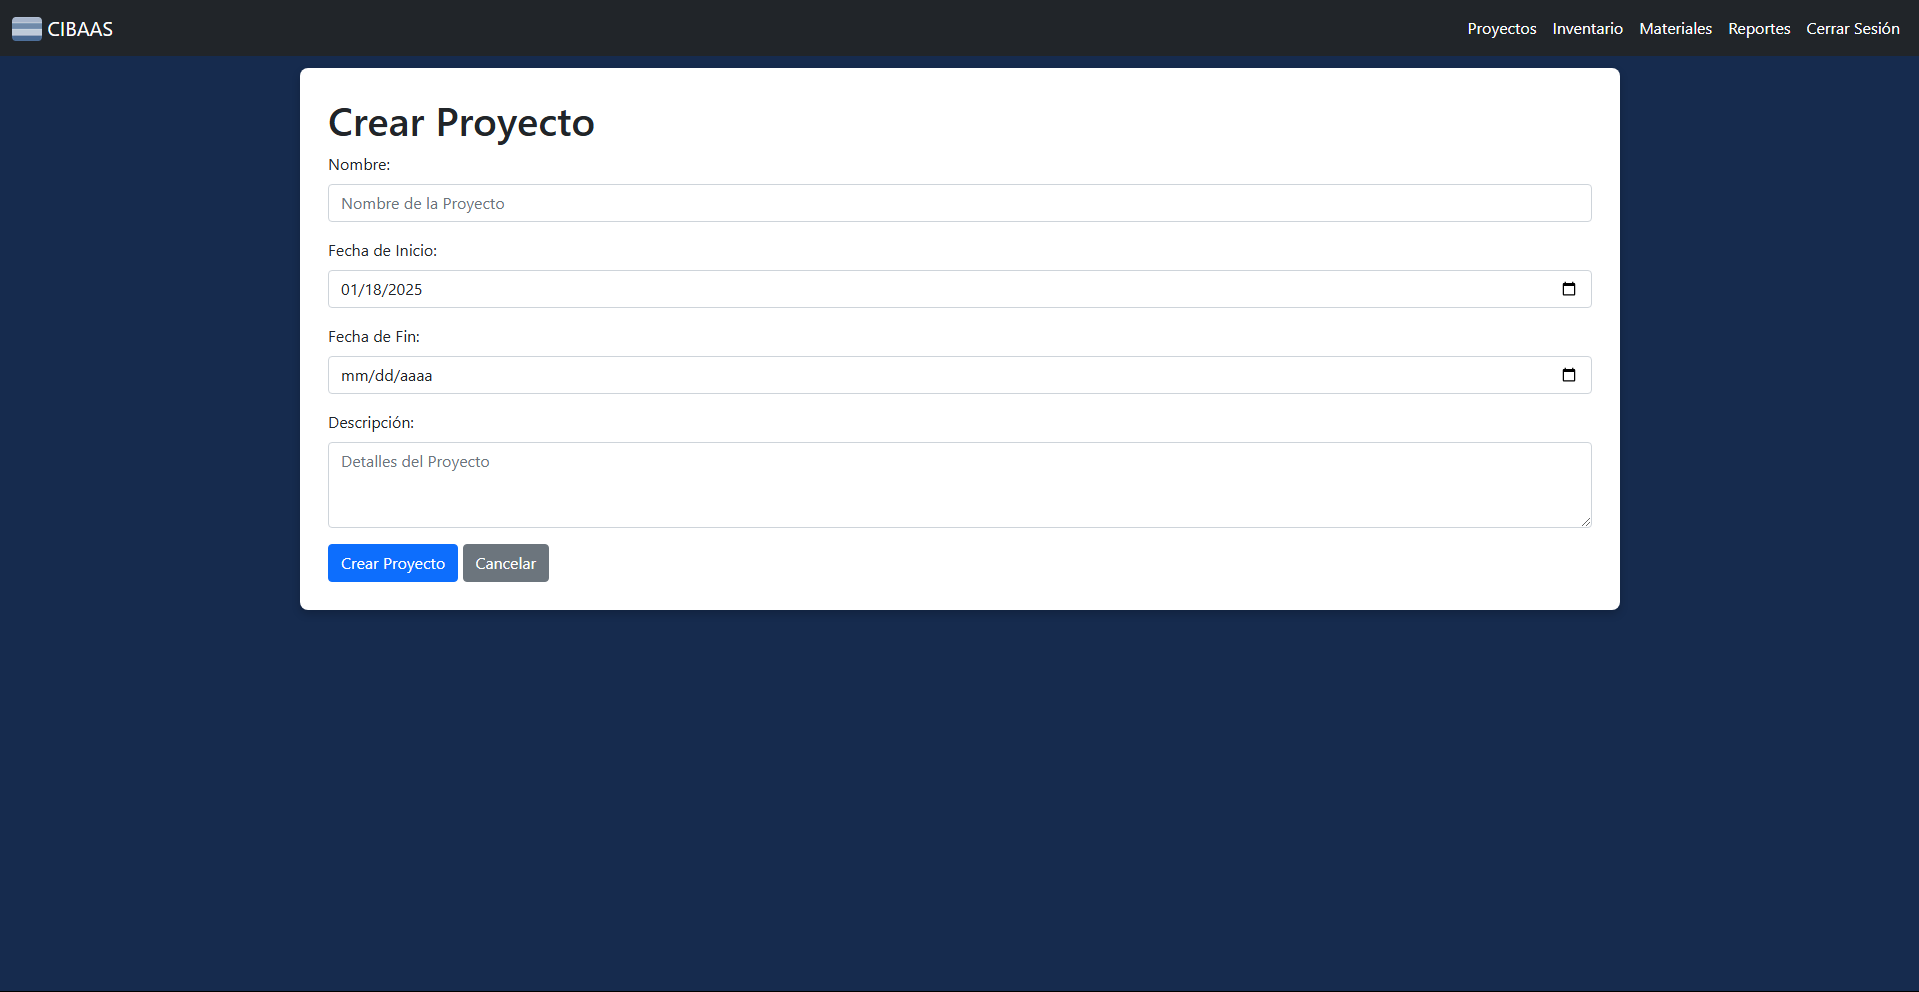 CIBAAS
Proyectos Inventario Materiales Reportes Cerrar Sesión
Crear Proyecto
Nombre:
Nombre de la Proyecto
Fecha de Inicio:
01/18/2025
Fecha de Fin:
mm/dd/aaaa
Descripción:
Detalles del Proyecto
Crear Proyecto Cancelar